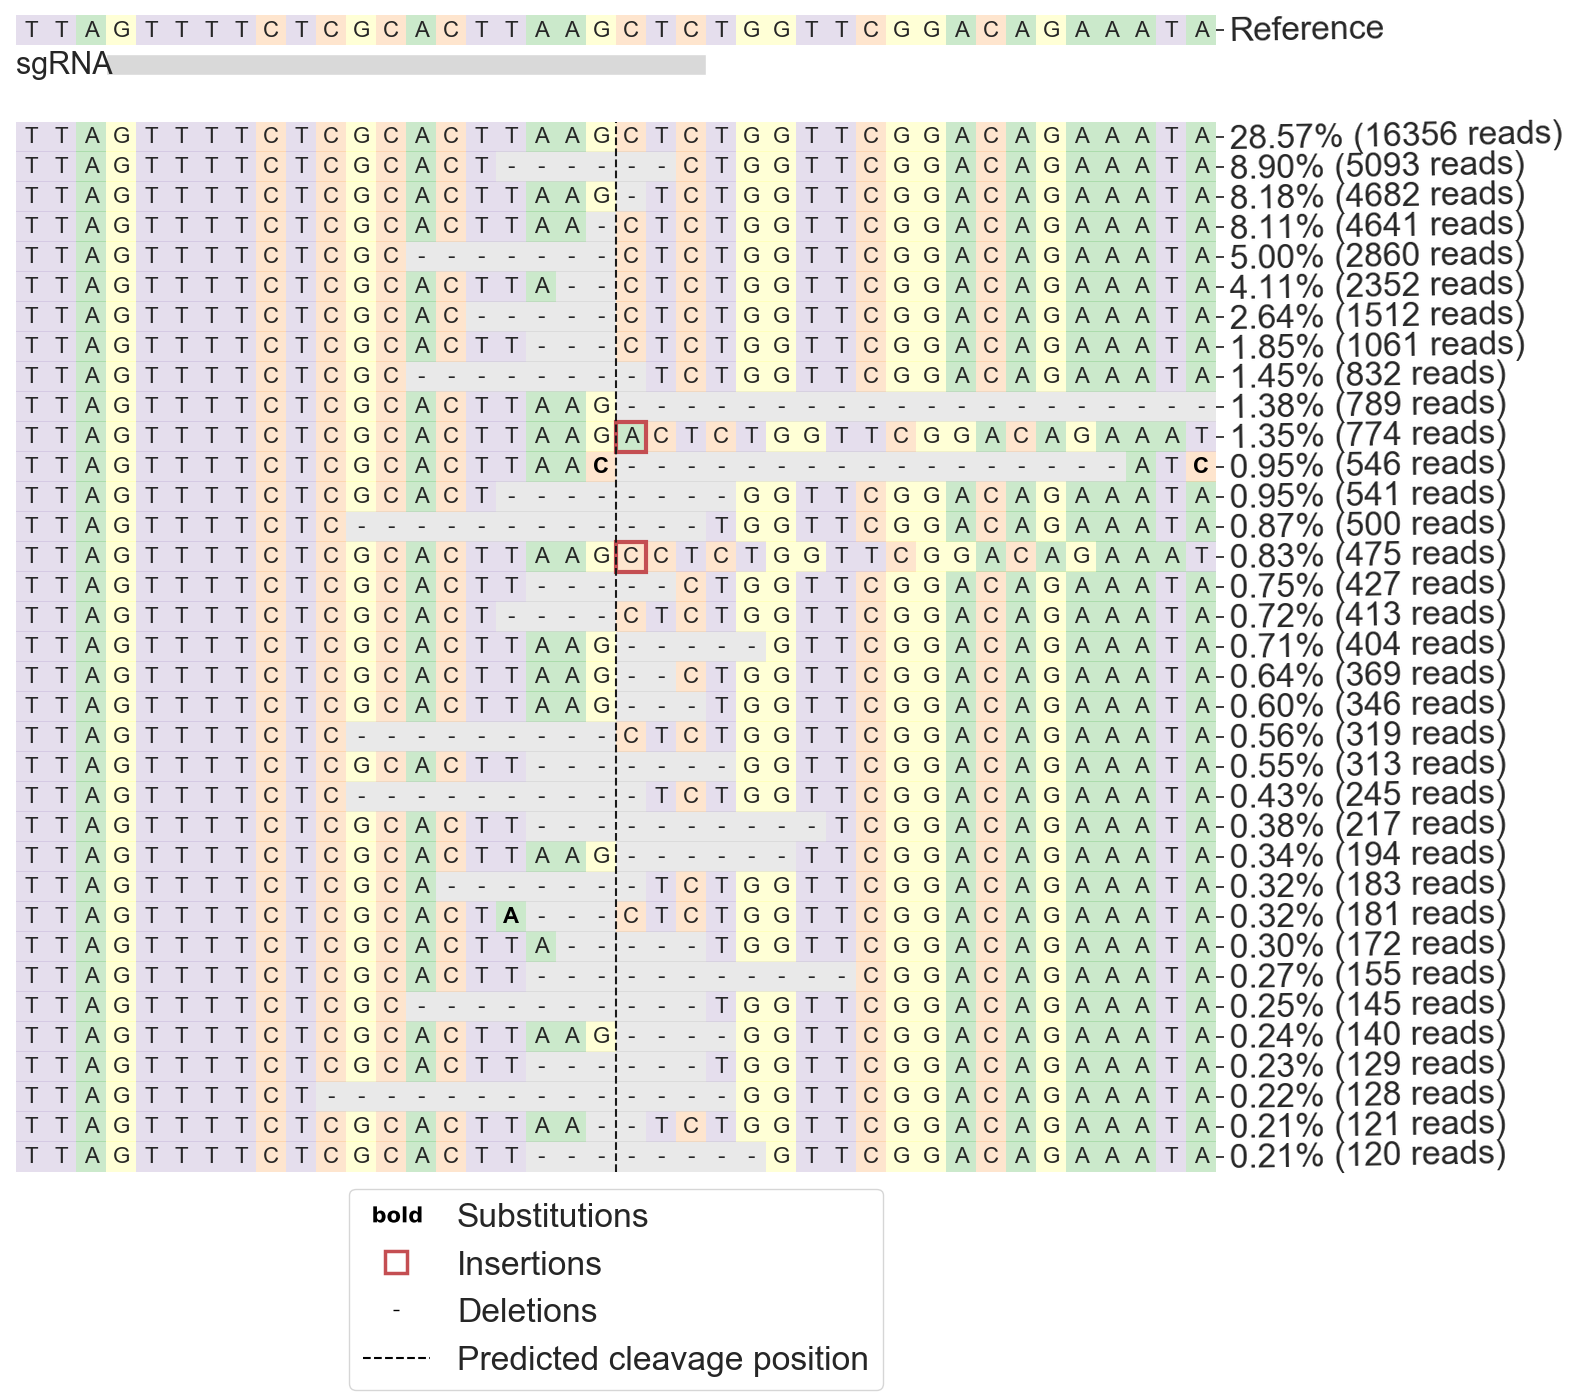 T T A G T T T T C T C G C A C T T A A G C T C T G G T T C G G A C A G A A A T A Reference
sgRNA
T T A G T T T T C T C G C A C T T A A G C T C T G G T T C G G A C A G A A A T A 28.57% (16356 reads)
T T A G T T T T C T C G C A C T - - - - - - C T G G T T C G G A C A G A A A T A 8.90% (5093 reads)
T T A G T T T T C T C G C A C T T A A G - T C T G G T T C G G A C A G A A A T A 8.18% (4682 reads)
T T A G T T T T C T C G C A C T T A A - C T C T G G T T C G G A C A G A A A T A 8.11% (4641 reads)
T T A G T T T T C T C G C - - - - - - - C T C T G G T T C G G A C A G A A A T A 5.00% (2860 reads)
T T A G T T T T C T C G C A C T T A - - C T C T G G T T C G G A C A G A A A T A 4.11% (2352 reads)
T T A G T T T T C T C G C A C - - - - - C T C T G G T T C G G A C A G A A A T A 2.64% (1512 reads)
T T A G T T T T C T C G C A C T T - - - C T C T G G T T C G G A C A G A A A T A 1.85% (1061 reads)
T T A G T T T T C T C G C - - - - - - - - T C T G G T T C G G A C A G A A A T A 1.45% (832 reads)
T T A G T T T T C T C G C A C T T A A G - - - - - - - - - - - - - - - - - - - - 1.38% (789 reads)
T T A G T T T T C T C G C A C T T A A G A C T C T G G T T C G G A C A G A A A T 1.35% (774 reads)
T T A G T T T T C T C G C A C T T A A C - - - - - - - - - - - - - - - - - A T C 0.95% (546 reads)
T T A G T T T T C T C G C A C T - - - - - - - - G G T T C G G A C A G A A A T A 0.95% (541 reads)
T T A G T T T T C T C - - - - - - - - - - - - T G G T T C G G A C A G A A A T A 0.87% (500 reads)
T T A G T T T T C T C G C A C T T A A G C C T C T G G T T C G G A C A G A A A T 0.83% (475 reads)
T T A G T T T T C T C G C A C T T - - - - - C T G G T T C G G A C A G A A A T A 0.75% (427 reads)
T T A G T T T T C T C G C A C T - - - - C T C T G G T T C G G A C A G A A A T A 0.72% (413 reads)
T T A G T T T T C T C G C A C T T A A G - - - - - G T T C G G A C A G A A A T A 0.71% (404 reads)
T T A G T T T T C T C G C A C T T A A G - - C T G G T T C G G A C A G A A A T A 0.64% (369 reads)
T T A G T T T T C T C G C A C T T A A G - - - T G G T T C G G A C A G A A A T A 0.60% (346 reads)
T T A G T T T T C T C - - - - - - - - - C T C T G G T T C G G A C A G A A A T A 0.56% (319 reads)
T T A G T T T T C T C G C A C T T - - - - - - - G G T T C G G A C A G A A A T A 0.55% (313 reads)
T T A G T T T T C T C - - - - - - - - - - T C T G G T T C G G A C A G A A A T A 0.43% (245 reads)
T T A G T T T T C T C G C A C T T - - - - - - - - - - T C G G A C A G A A A T A 0.38% (217 reads)
T T A G T T T T C T C G C A C T T A A G - - - - - - T T C G G A C A G A A A T A 0.34% (194 reads)
T T A G T T T T C T C G C A - - - - - - - T C T G G T T C G G A C A G A A A T A 0.32% (183 reads)
T T A G T T T T C T C G C A C T A - - - C T C T G G T T C G G A C A G A A A T A 0.32% (181 reads)
T T A G T T T T C T C G C A C T T A - - - - - T G G T T C G G A C A G A A A T A 0.30% (172 reads)
T T A G T T T T C T C G C A C T T - - - - - - - - - - - C G G A C A G A A A T A 0.27% (155 reads)
T T A G T T T T C T C G C - - - - - - - - - - T G G T T C G G A C A G A A A T A 0.25% (145 reads)
T T A G T T T T C T C G C A C T T A A G - - - - G G T T C G G A C A G A A A T A 0.24% (140 reads)
T T A G T T T T C T C G C A C T T - - - - - - T G G T T C G G A C A G A A A T A 0.23% (129 reads)
T T A G T T T T C T - - - - - - - - - - - - - - G G T T C G G A C A G A A A T A 0.22% (128 reads)
T T A G T T T T C T C G C A C T T A A - - T C T G G T T C G G A C A G A A A T A 0.21% (121 reads)
T T A G T T T T C T C G C A C T T - - - - - - - - G T T C G G A C A G A A A T A 0.21% (120 reads)
bold Substitutions
Insertions
- Deletions
Predicted cleavage position